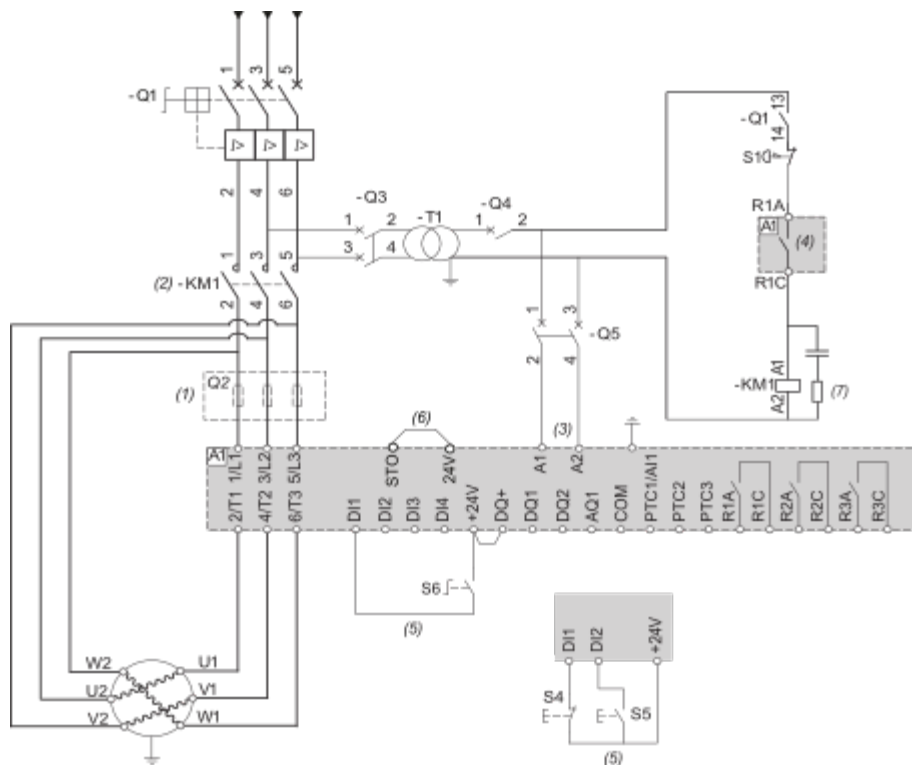 1 3 5
-Q1
I> I> I>
2 4 6
-Q3
1 2
3 4
-T1
-Q4
1 2
13
-Q1
14
S1
R1A
A1 (4)
R1C
1 3 5
(2) -KM1
2 4 6
1 3
-Q5
2 4
A1
-KM1
A2
(7)
(1) Q2
(6)
(3)
A1
1/L1 3/L2 5/L3
STO 24V A1 A2
2/T1 4/T2 6/T3
DI1 DI2 DI3 DI4 +24V DQ+ DQ1 DQ2 AQ1 COM PTC1/AI1 PTC2 PTC3 R1A R1C R2A R2C R3A R3C
S6
(5)
DI1 DI2 +24V
S4 S5
(5)
W2 U1
U2 V1
V2 W1